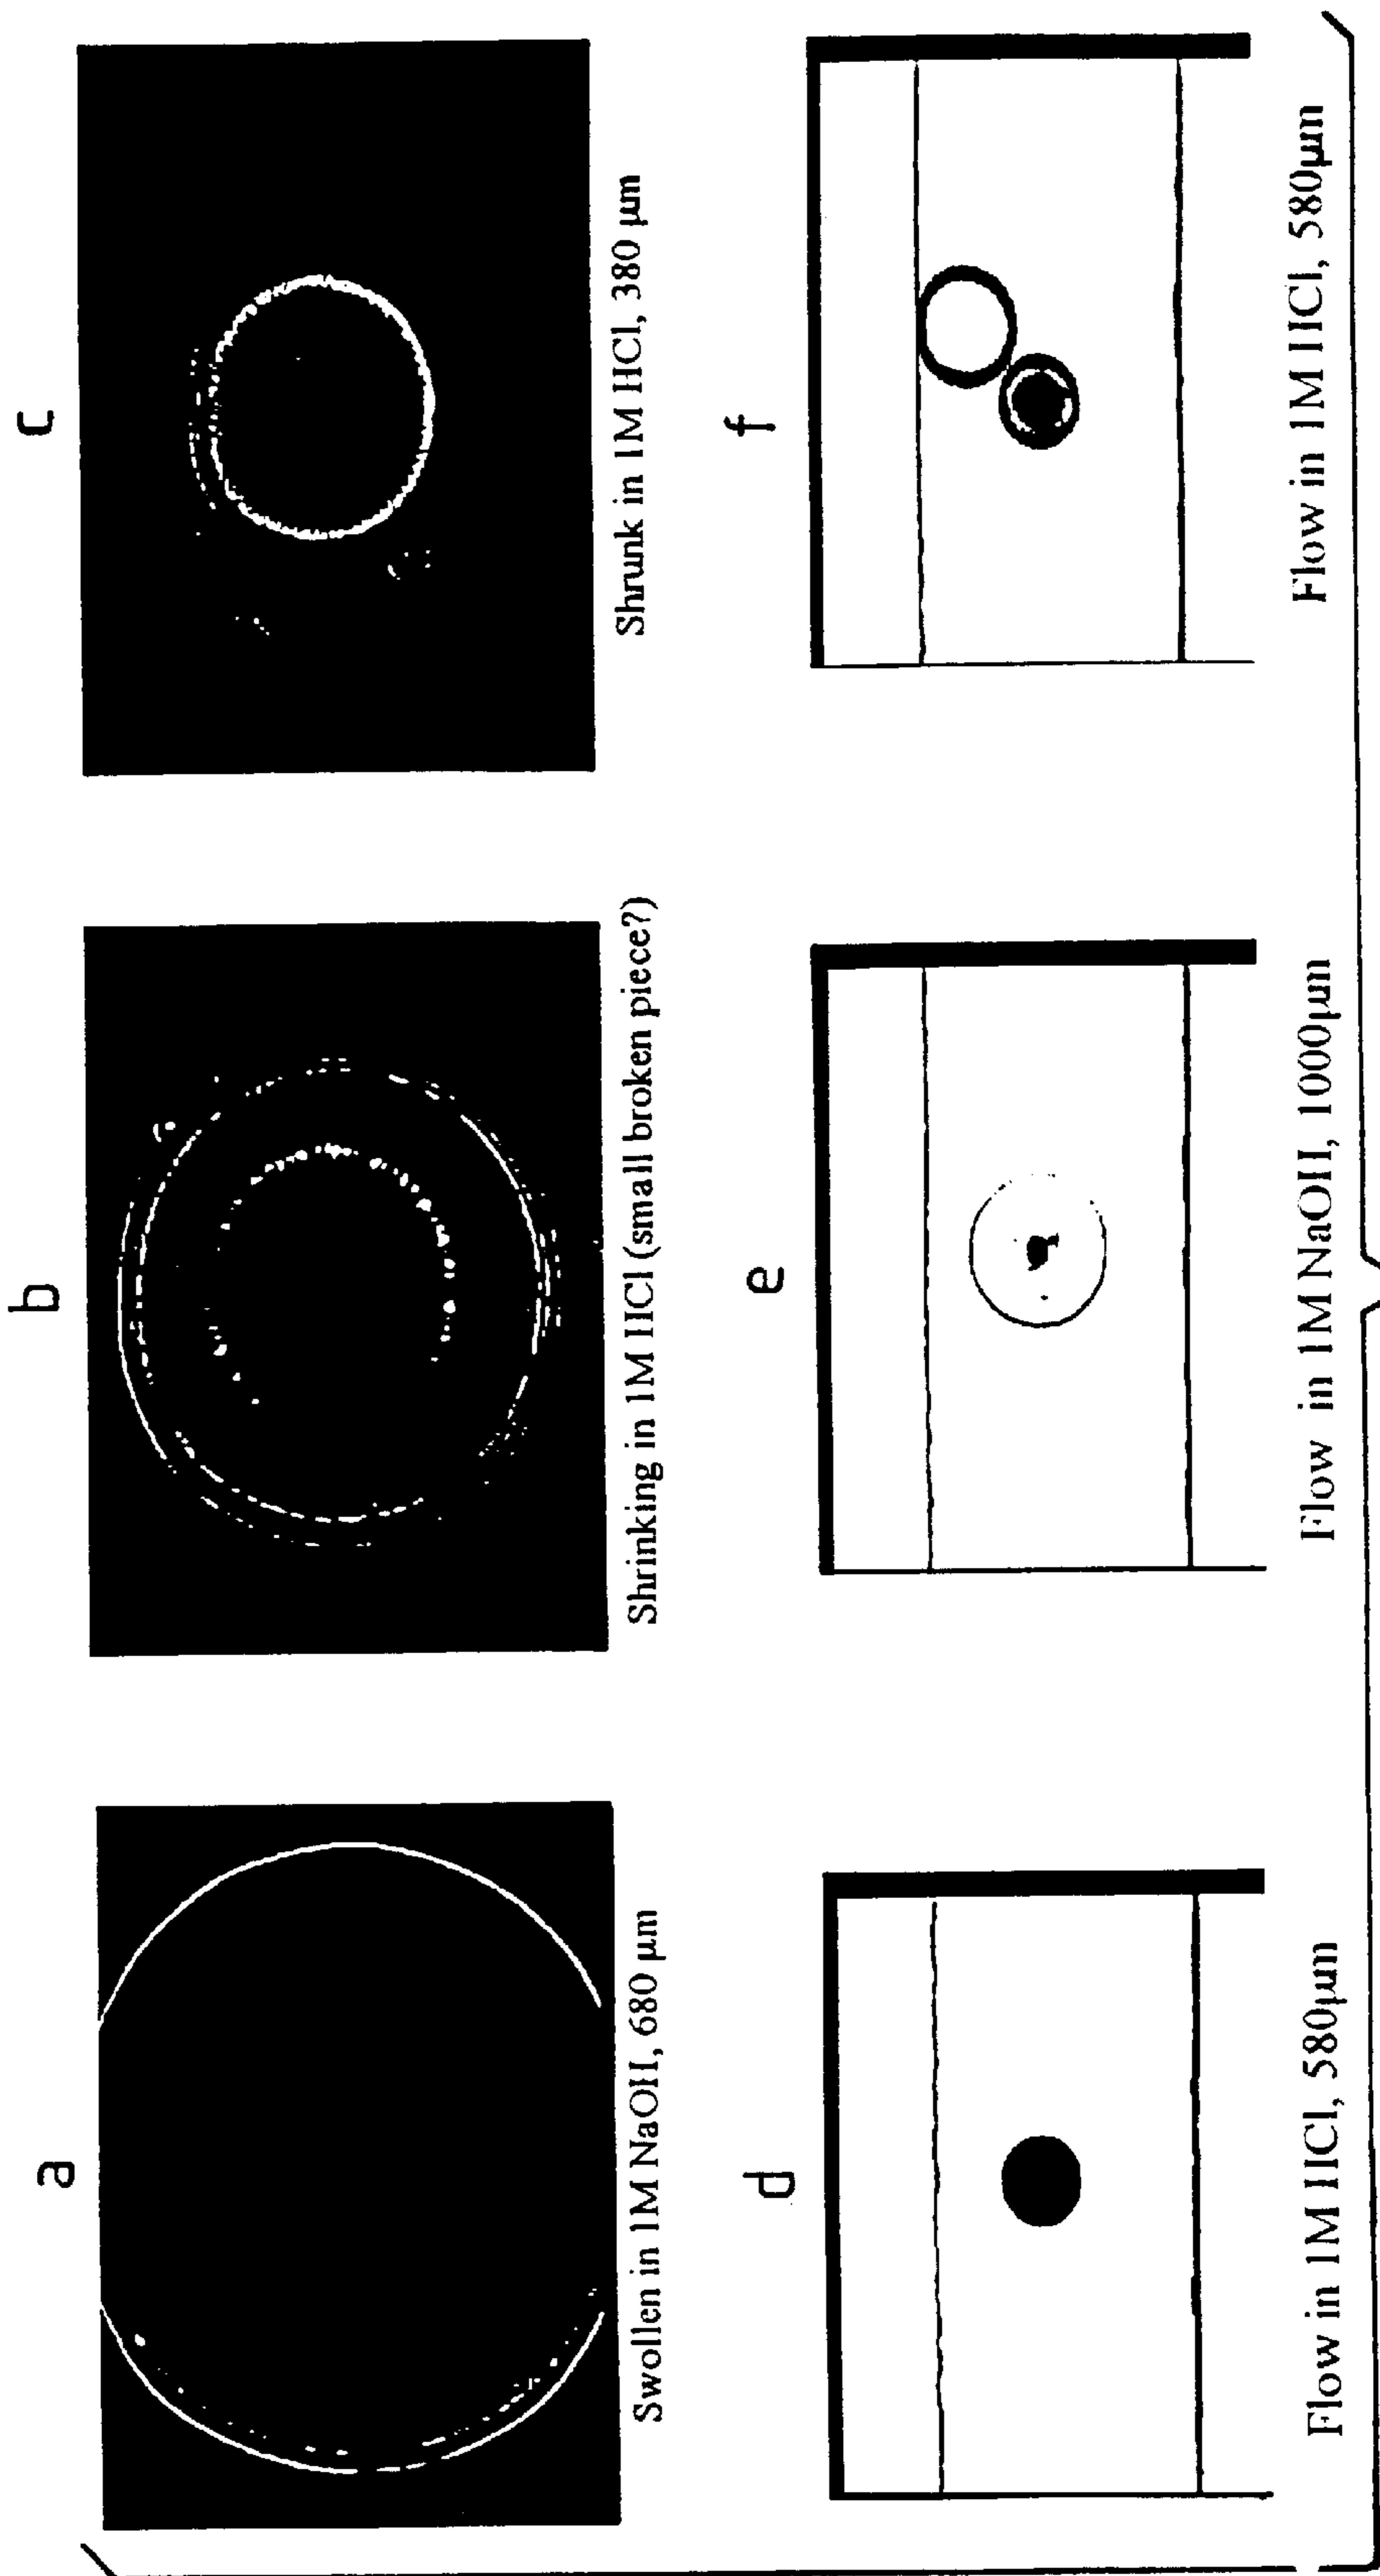 a
Swollen in 1M NaOH, 680 µm
b
Shrinking in 1M HCl (small broken piece?)
c
Shrunk in 1M HCl, 380 µm
d
Flow in 1M HCl, 580µm
e
Flow in 1M NaOH, 1000µm
f
Flow in 1M HCl, 580µm